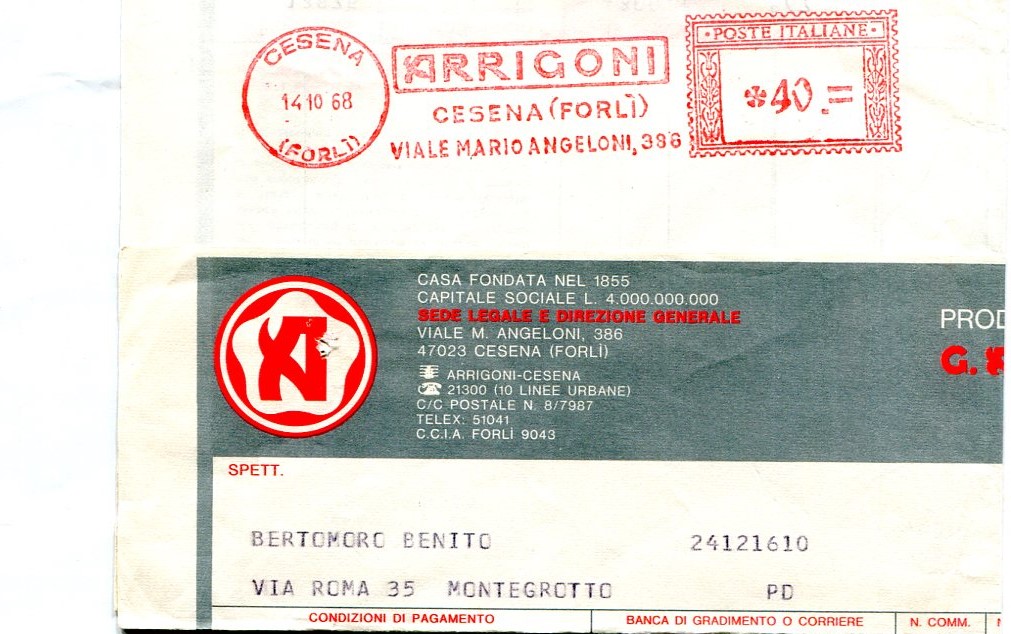 CESENA
14 10 68
(FORLÌ)
ARRIGONI
CESENA (FORLÌ)
VIALE MARIO ANGELONI, 386
· POSTE ITALIANE ·
*40.=
CASA FONDATA NEL 1855
CAPITALE SOCIALE L. 4.000.000.000
SEDE LEGALE E DIREZIONE GENERALE
VIALE M. ANGELONI, 386
47023 CESENA (FORLÌ)
ARRIGONI-CESENA
21300 (10 LINEE URBANE)
C/C POSTALE N. 8/7987
TELEX: 51041
C.C.I.A. FORLÌ 9043
PROD
G.
SPETT.
BERTOMORO BENITO 24121610
VIA ROMA 35 MONTEGROTTO PD
CONDIZIONI DI PAGAMENTO BANCA DI GRADIMENTO O CORRIERE N. COMM.